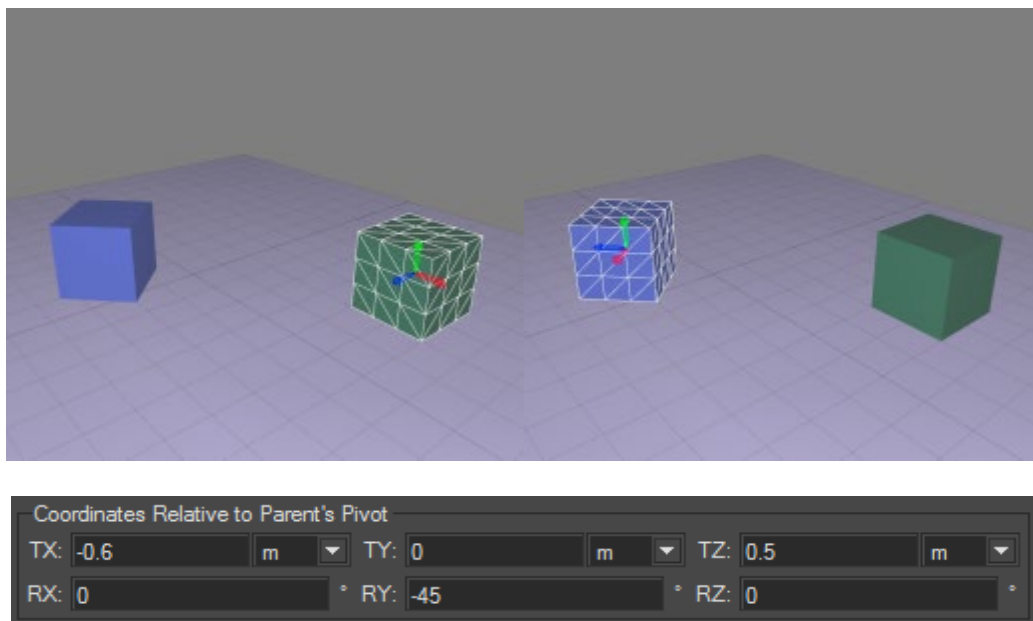 Coordinates Relative to Parent's Pivot
TX: -0.6 m TY: 0 m TZ: 0.5 m
RX: 0 ° RY: -45 ° RZ: 0 °